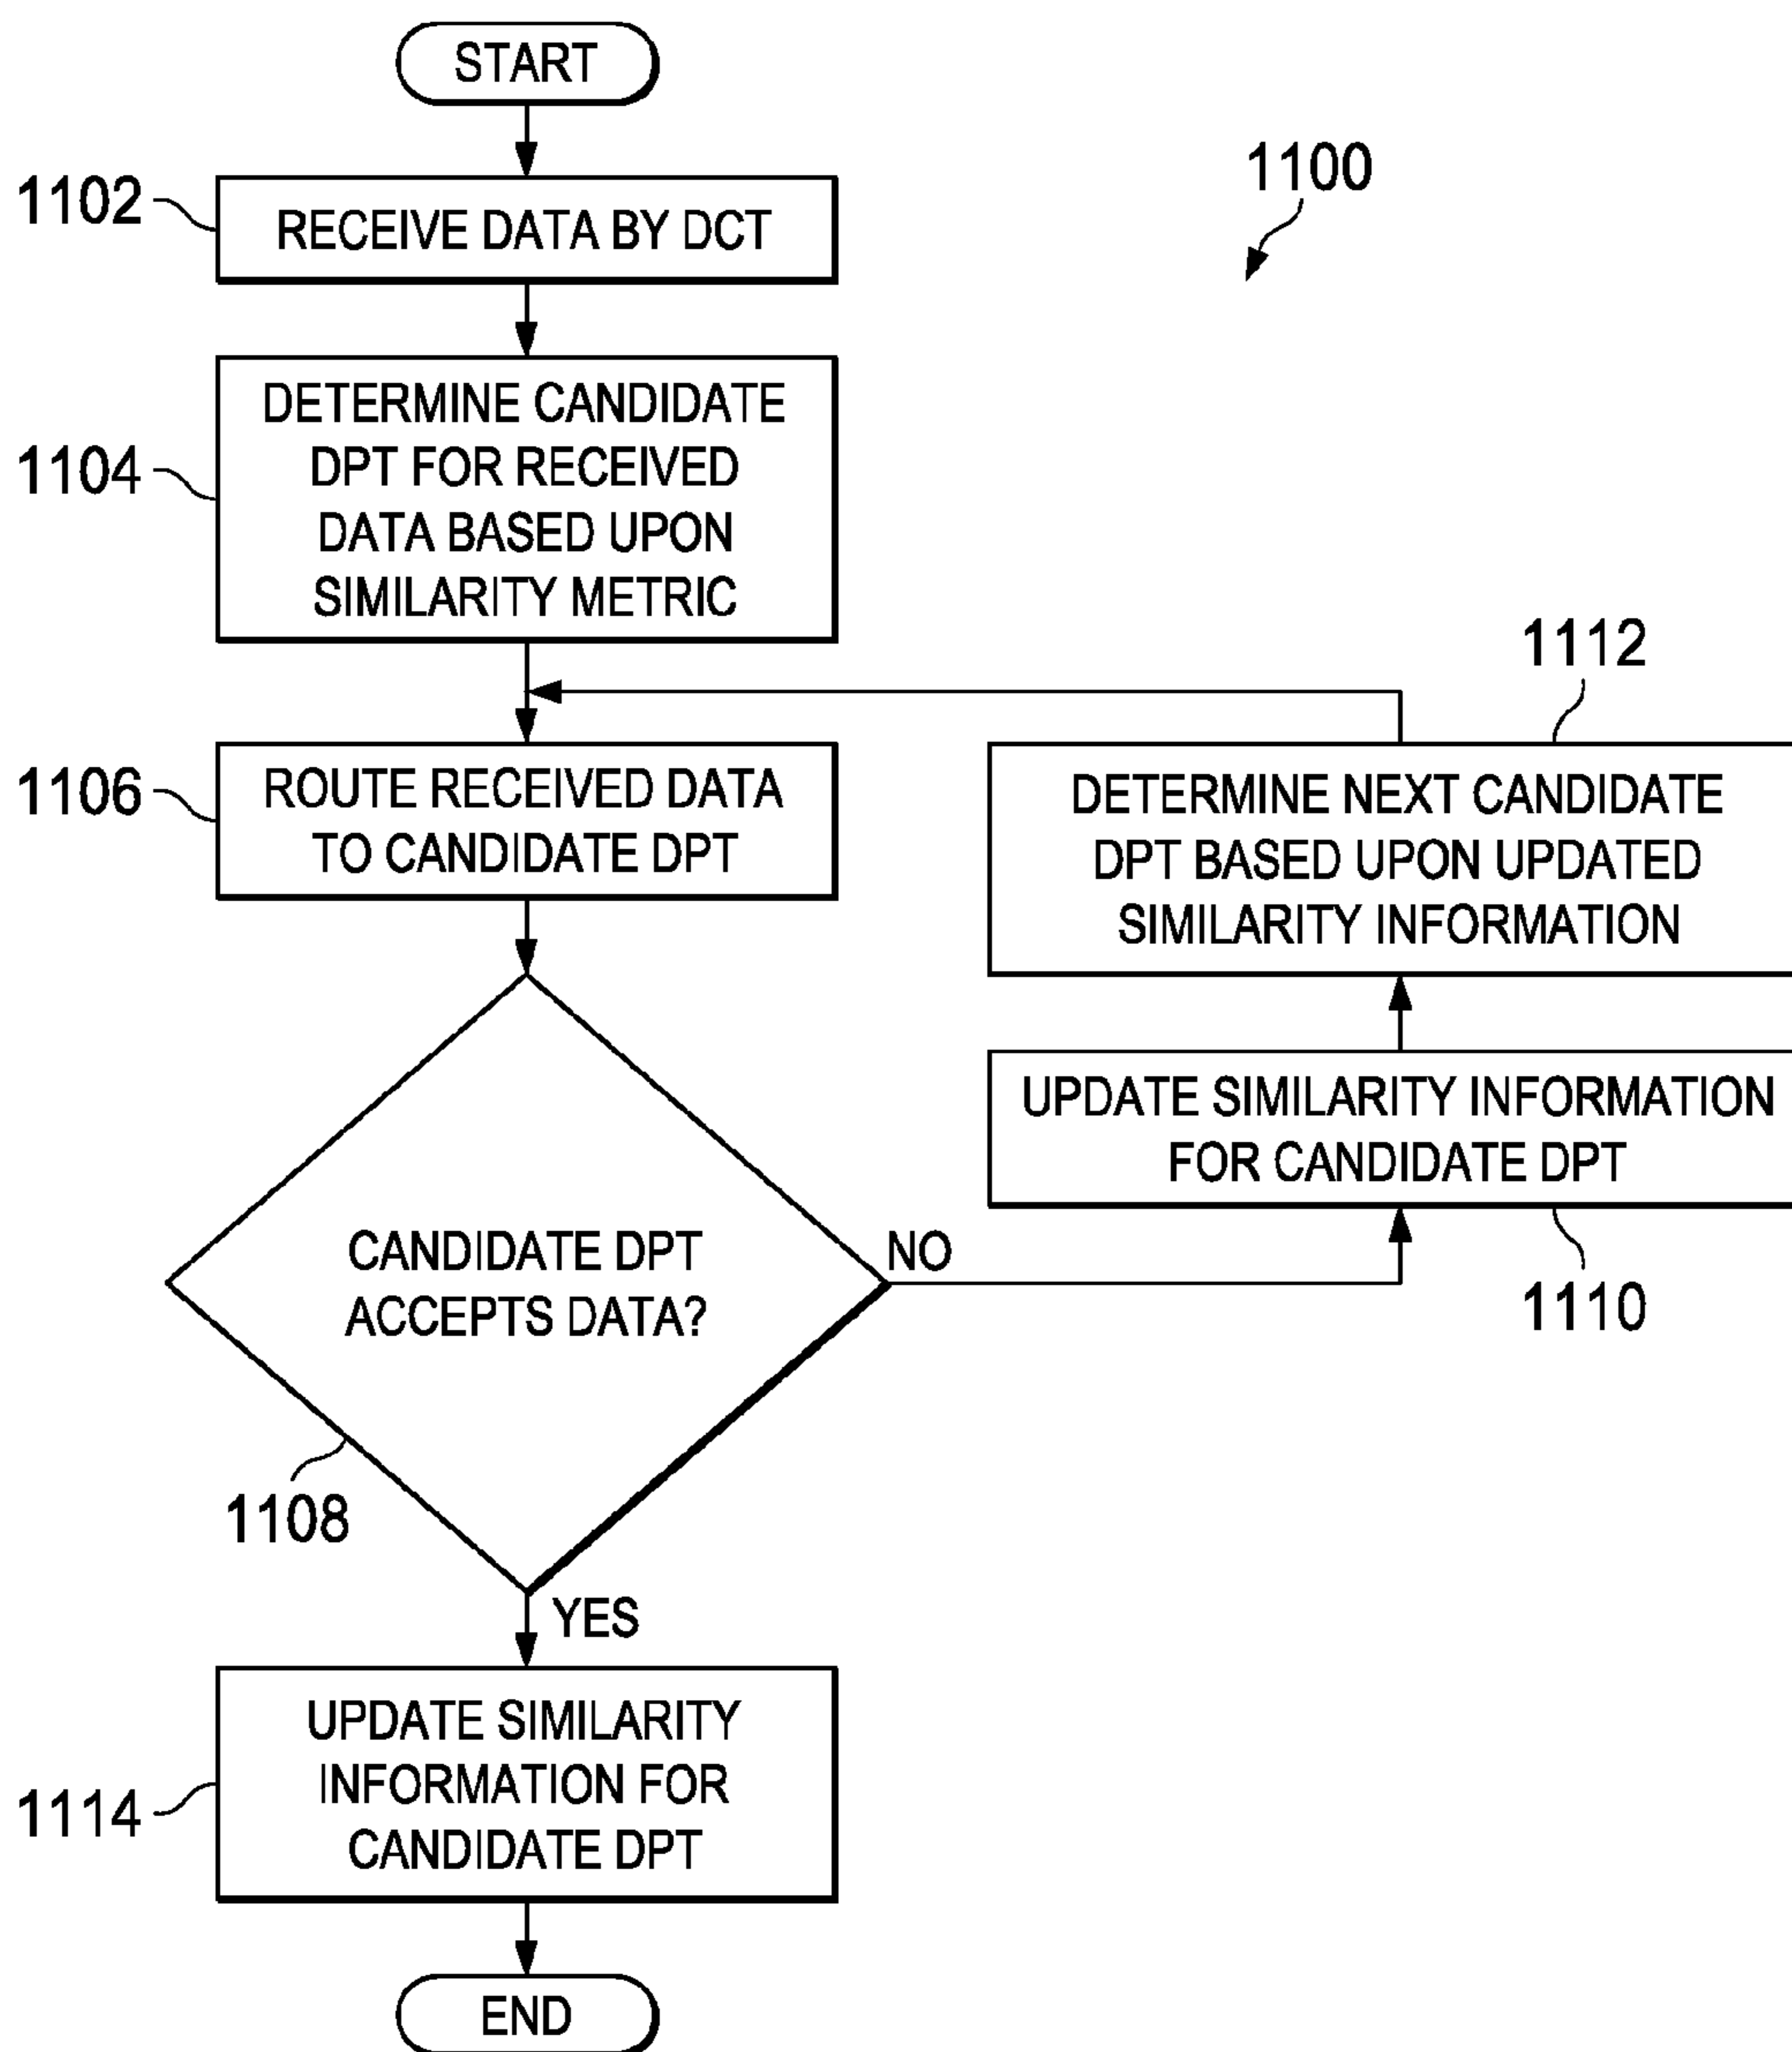 START
1100
1102
RECEIVE DATA BY DCT
1104
DETERMINE CANDIDATE
DPT FOR RECEIVED
DATA BASED UPON
SIMILARITY METRIC
1106
ROUTE RECEIVED DATA
TO CANDIDATE DPT
1112
DETERMINE NEXT CANDIDATE
DPT BASED UPON UPDATED
SIMILARITY INFORMATION
UPDATE SIMILARITY INFORMATION
FOR CANDIDATE DPT
1110
CANDIDATE DPT
ACCEPTS DATA?
NO
1108
YES
1114
UPDATE SIMILARITY
INFORMATION FOR
CANDIDATE DPT
END